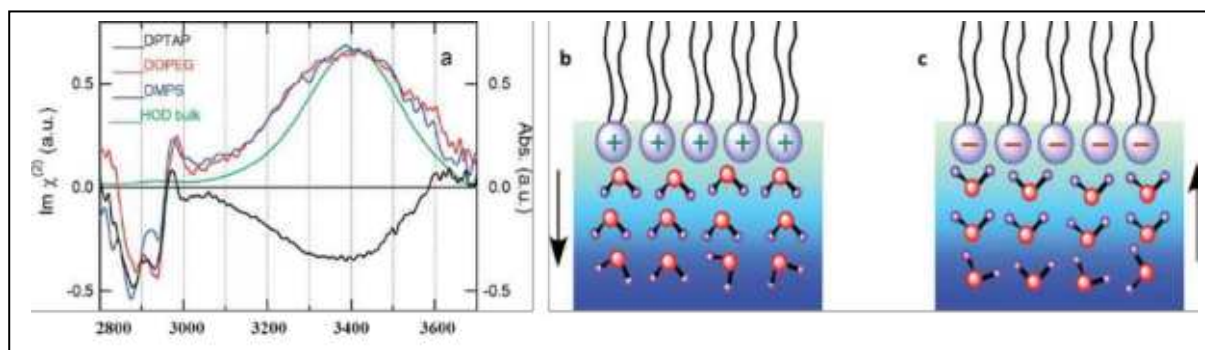 DPTAP
DOPEG
DMPS
HOD bulk
a
0.5
0.0
-0.5
Im χ(2) (a.u.)
0.5
0.0
-0.5
Abs. (a.u.)
2800 3000 3200 3400 3600
b
+ + + + +
c
− − − − −